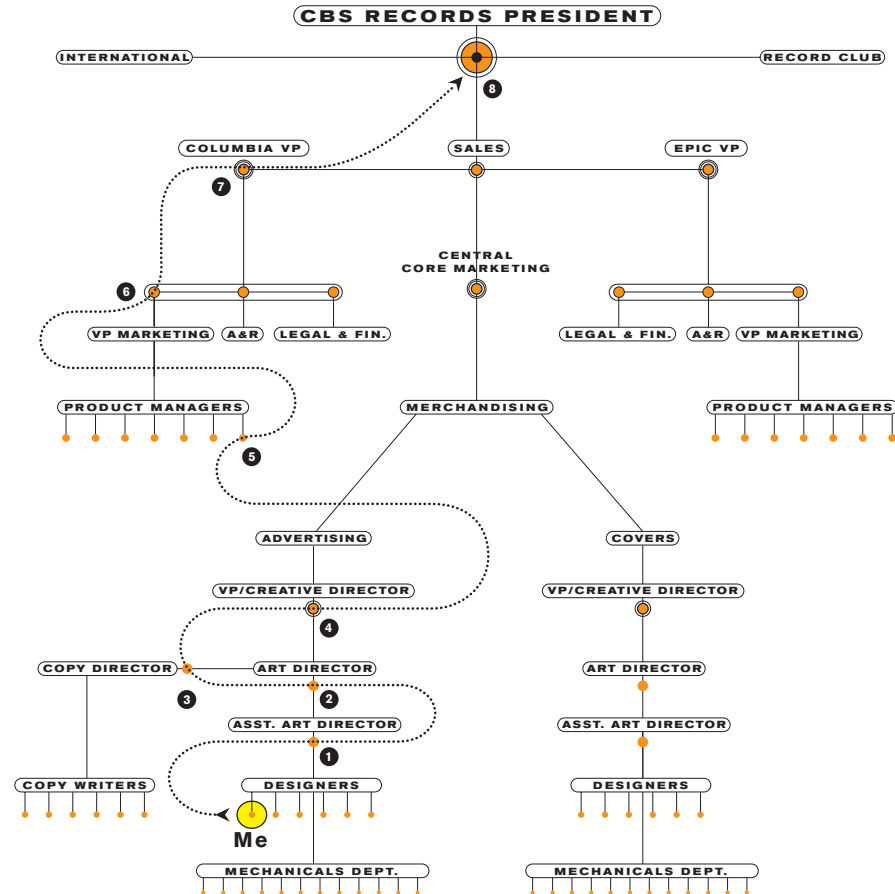 CBS RECORDS PRESIDENT
INTERNATIONAL
RECORD CLUB
8
COLUMBIA VP
SALES
EPIC VP
7
CENTRAL
CORE MARKETING
6
VP MARKETING
A&R
LEGAL & FIN.
LEGAL & FIN.
A&R
VP MARKETING
PRODUCT MANAGERS
MERCHANDISING
PRODUCT MANAGERS
5
ADVERTISING
COVERS
VP/CREATIVE DIRECTOR
VP/CREATIVE DIRECTOR
4
COPY DIRECTOR
ART DIRECTOR
ART DIRECTOR
3
2
ASST. ART DIRECTOR
ASST. ART DIRECTOR
1
COPY WRITERS
DESIGNERS
DESIGNERS
Me
MECHANICALS DEPT.
MECHANICALS DEPT.